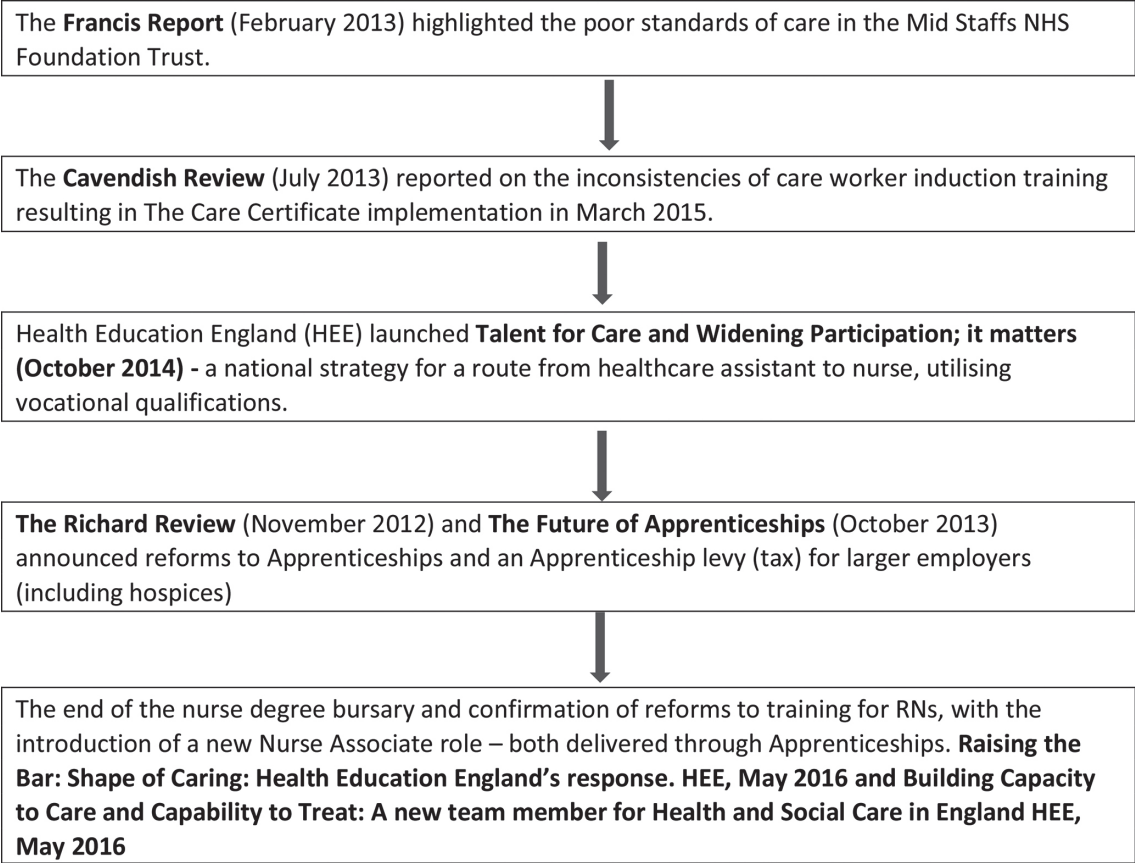 The Francis Report (February 2013) highlighted the poor standards of care in the Mid Staffs NHS
Foundation Trust.
The Cavendish Review (July 2013) reported on the inconsistencies of care worker induction training
resulting in The Care Certificate implementation in March 2015.
Health Education England (HEE) launched Talent for Care and Widening Participation; it matters
(October 2014) - a national strategy for a route from healthcare assistant to nurse, utilising
vocational qualifications.
The Richard Review (November 2012) and The Future of Apprenticeships (October 2013)
announced reforms to Apprenticeships and an Apprenticeship levy (tax) for larger employers
(including hospices)
The end of the nurse degree bursary and confirmation of reforms to training for RNs, with the
introduction of a new Nurse Associate role – both delivered through Apprenticeships. Raising the
Bar: Shape of Caring: Health Education England’s response. HEE, May 2016 and Building Capacity
to Care and Capability to Treat: A new team member for Health and Social Care in England HEE,
May 2016